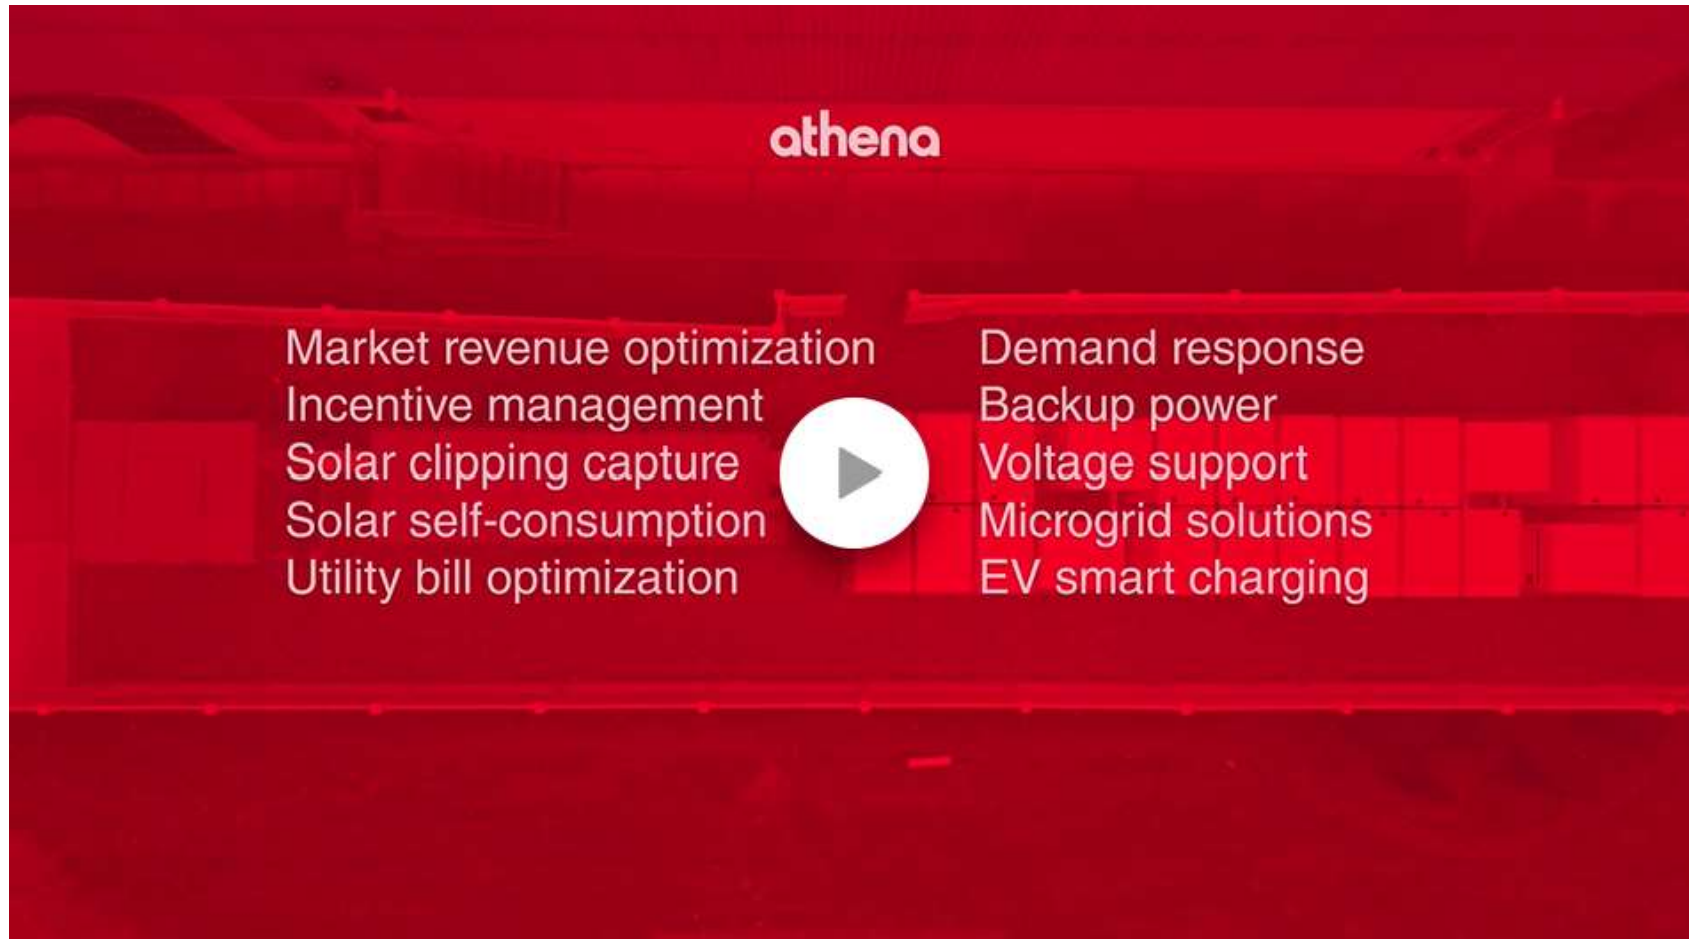 athena
Market revenue optimization
Incentive management
Solar clipping capture
Solar self-consumption
Utility bill optimization
Demand response
Backup power
Voltage support
Microgrid solutions
EV smart charging